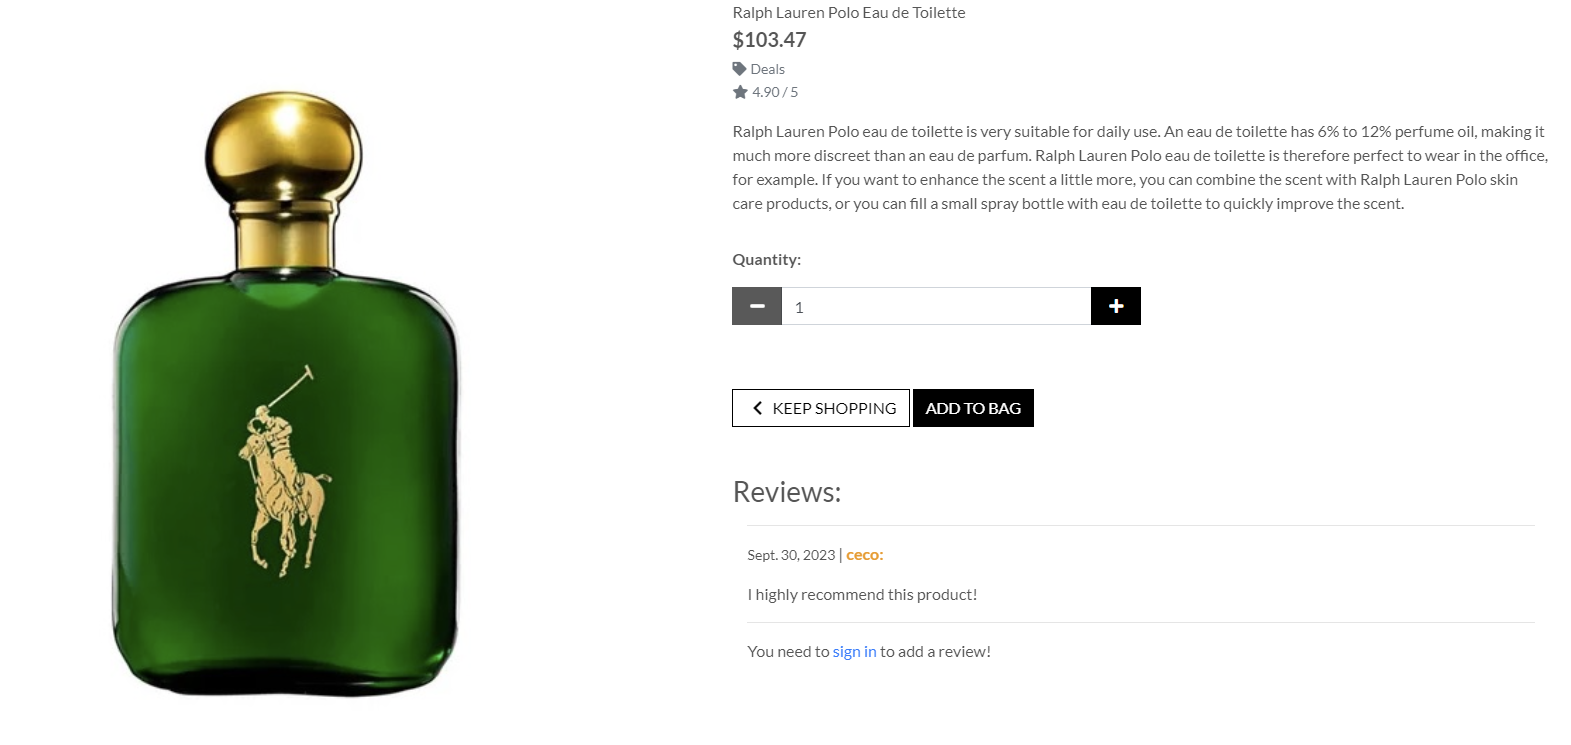 Ralph Lauren Polo Eau de Toilette
$103.47
Deals
4.90 / 5
Ralph Lauren Polo eau de toilette is very suitable for daily use. An eau de toilette has 6% to 12% perfume oil, making it
much more discreet than an eau de parfum. Ralph Lauren Polo eau de toilette is therefore perfect to wear in the office,
for example. If you want to enhance the scent a little more, you can combine the scent with Ralph Lauren Polo skin
care products, or you can fill a small spray bottle with eau de toilette to quickly improve the scent.
Quantity:
1
KEEP SHOPPING ADD TO BAG
Reviews:
Sept. 30, 2023 | ceco:
I highly recommend this product!
You need to sign in to add a review!